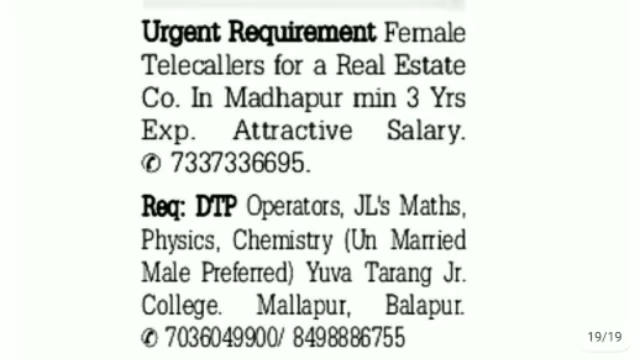 Urgent Requirement Female
Telecallers for a Real Estate
Co. In Madhapur min 3 Yrs
Exp. Attractive Salary.
✆ 7337336695.
Req: DTP Operators, JL's Maths,
Physics, Chemistry (Un Married
Male Preferred) Yuva Tarang Jr.
College. Mallapur, Balapur.
✆ 7036049900/ 8498886755
19/19